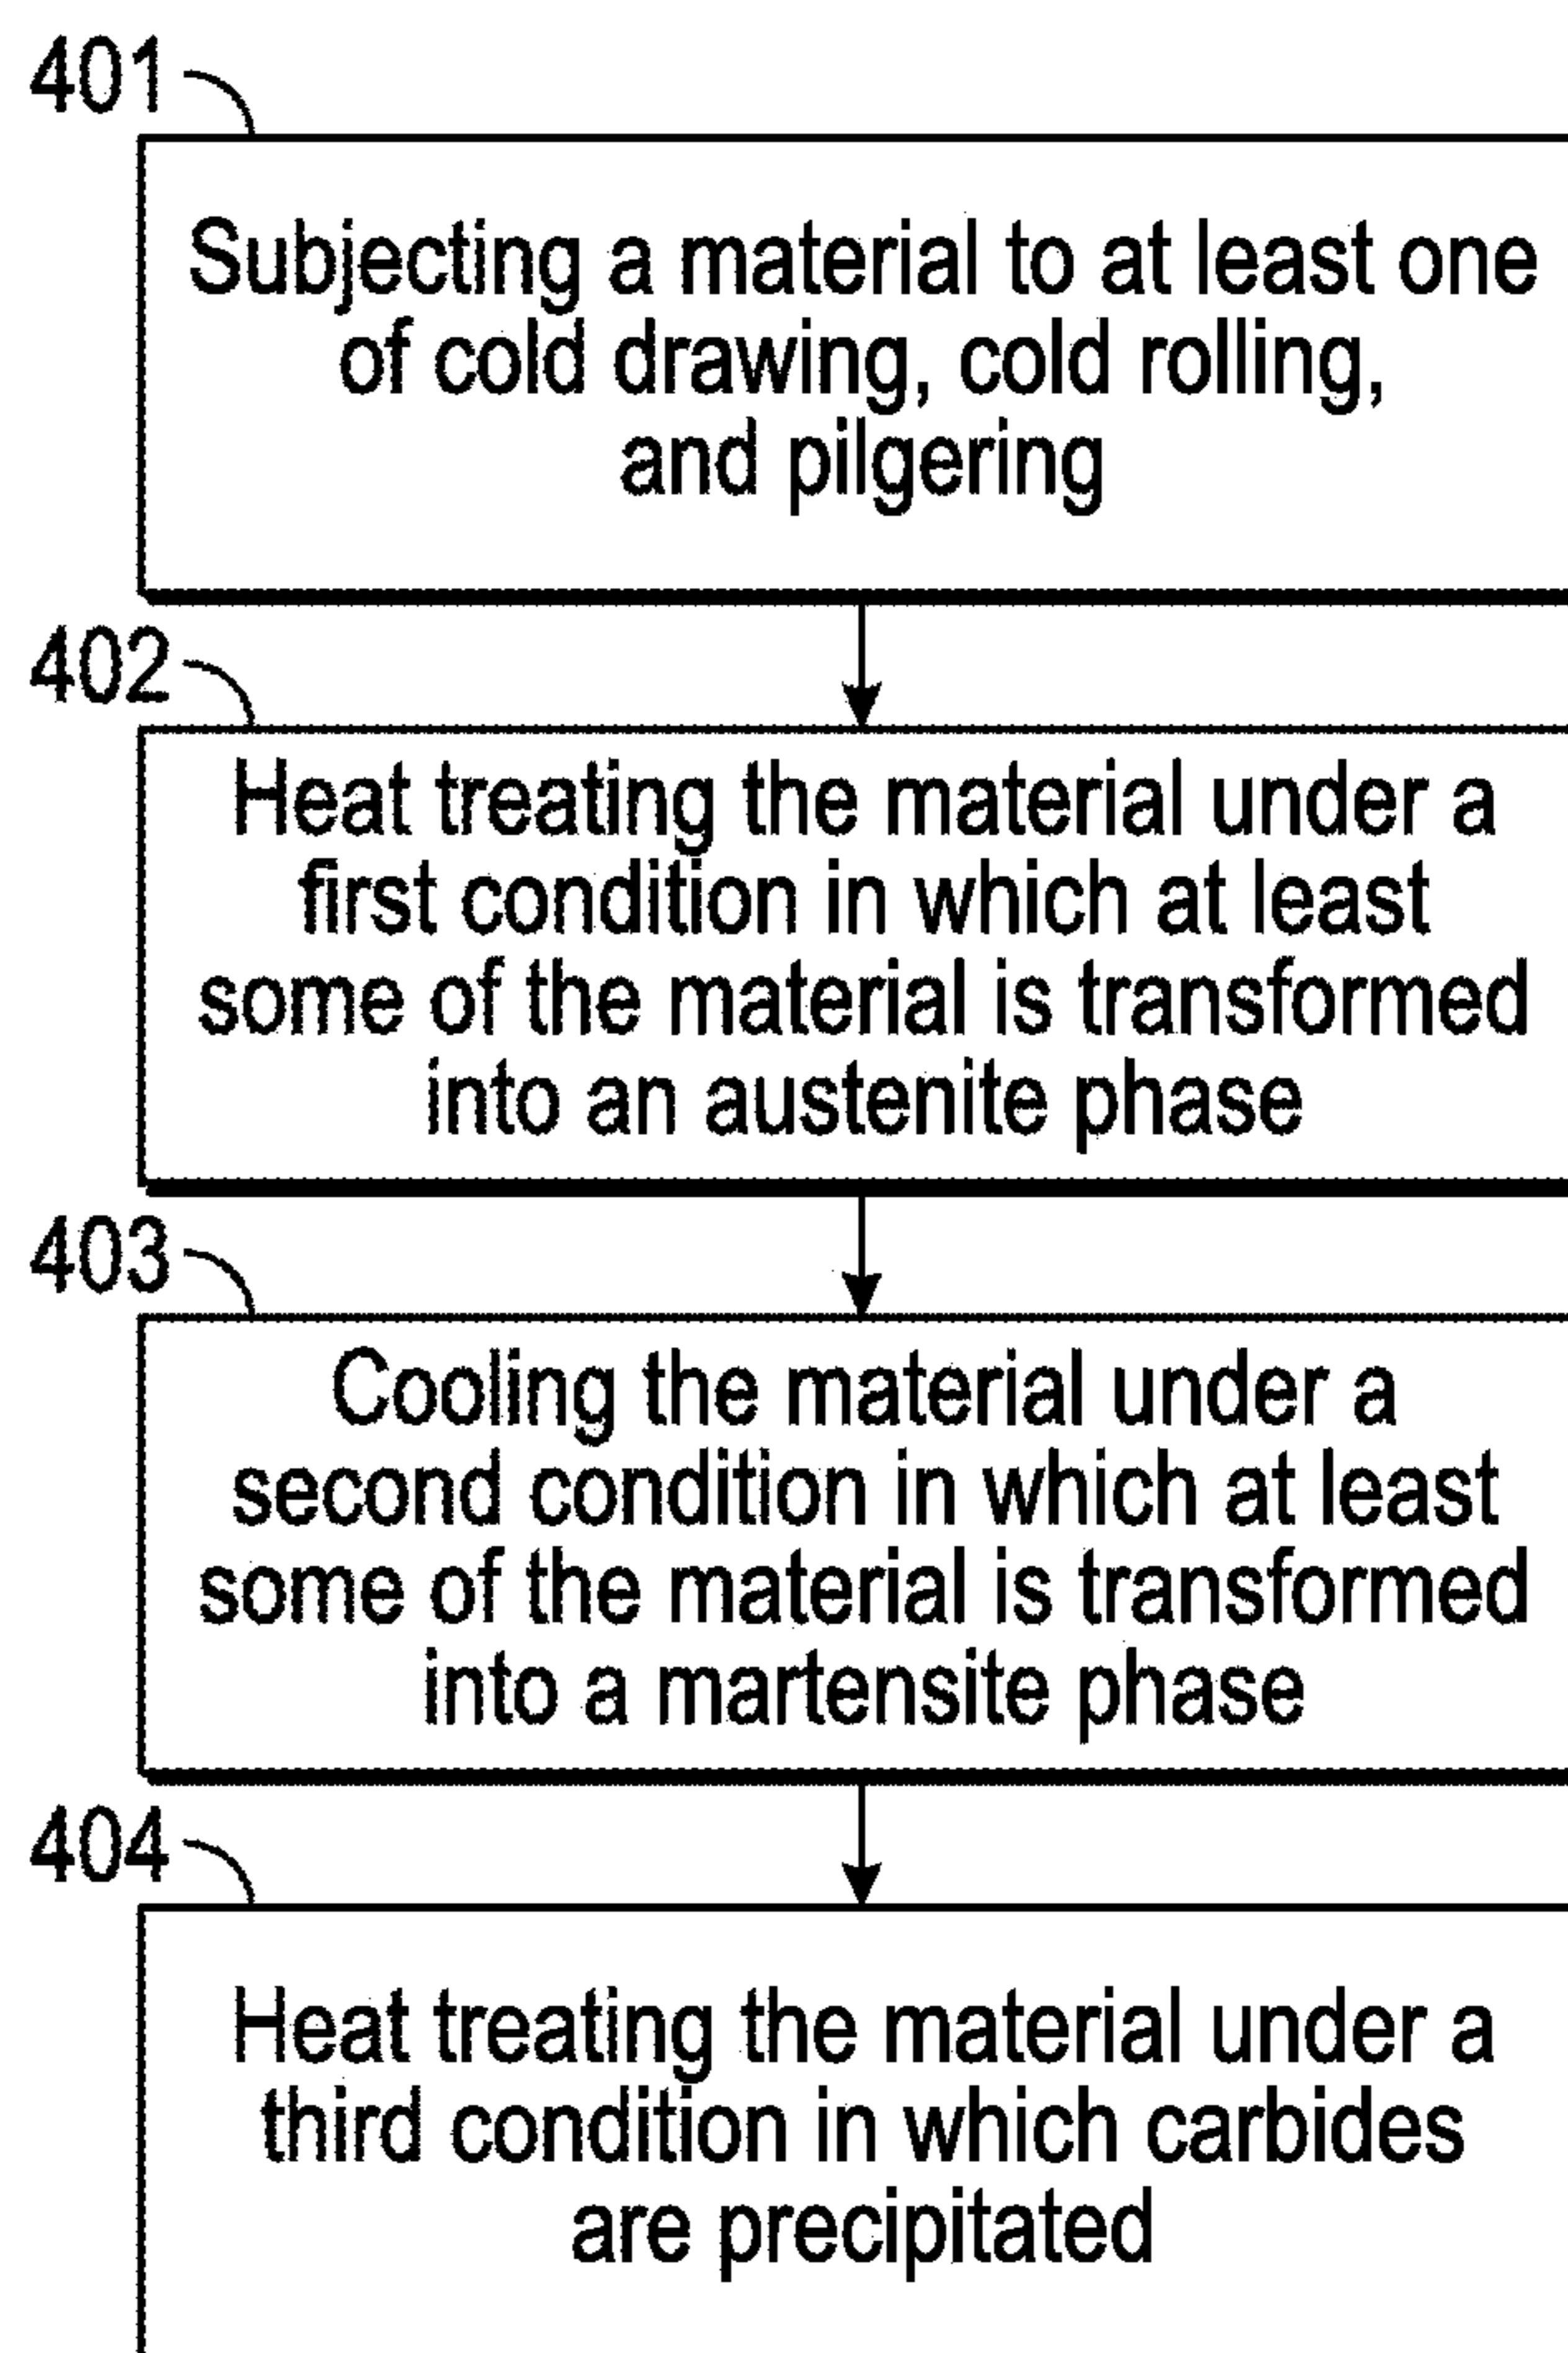 401
Subjecting a material to at least one
of cold drawing, cold rolling,
and pilgering
402
Heat treating the material under a
first condition in which at least
some of the material is transformed
into an austenite phase
403
Cooling the material under a
second condition in which at least
some of the material is transformed
into a martensite phase
404
Heat treating the material under a
third condition in which carbides
are precipitated